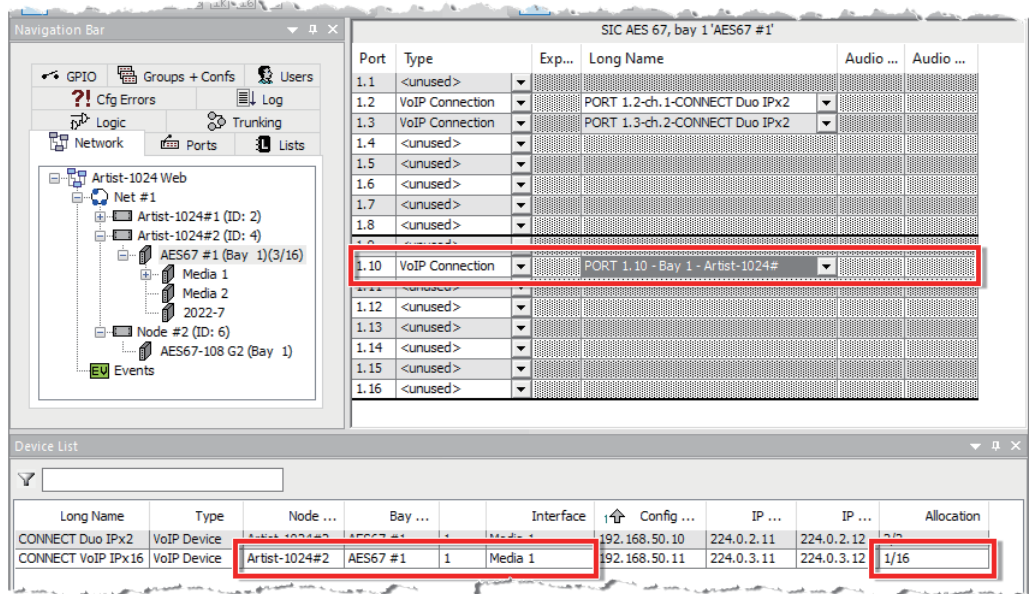 Navigation Bar
GPIO Groups + Confs Users
?! Cfg Errors Log
Logic Trunking
Network Ports Lists
Artist-1024 Web
Net #1
Artist-1024#1 (ID: 2)
Artist-1024#2 (ID: 4)
AES67 #1 (Bay 1)(3/16)
Media 1
Media 2
2022-7
Node #2 (ID: 6)
AES67-108 G2 (Bay 1)
EV Events
SIC AES 67, bay 1'AES67 #1'
Port Type Exp... Long Name Audio ... Audio ...
1.1 <unused>
1.2 VoIP Connection PORT 1.2-ch.1-CONNECT Duo IPx2
1.3 VoIP Connection PORT 1.3-ch.2-CONNECT Duo IPx2
1.4 <unused>
1.5 <unused>
1.6 <unused>
1.7 <unused>
1.8 <unused>
1.10 VoIP Connection PORT 1.10 - Bay 1 - Artist-1024#
1.12 <unused>
1.13 <unused>
1.14 <unused>
1.15 <unused>
1.16 <unused>
Device List
Long Name Type Node ... Bay ... Interface 1 Config ... IP ... IP ... Allocation
CONNECT Duo IPx2 VoIP Device 1 192.168.50.10 224.0.2.11 224.0.2.12
CONNECT VoIP IPx16 VoIP Device Artist-1024#2 AES67 #1 1 Media 1 192.168.50.11 224.0.3.11 224.0.3.12 1/16